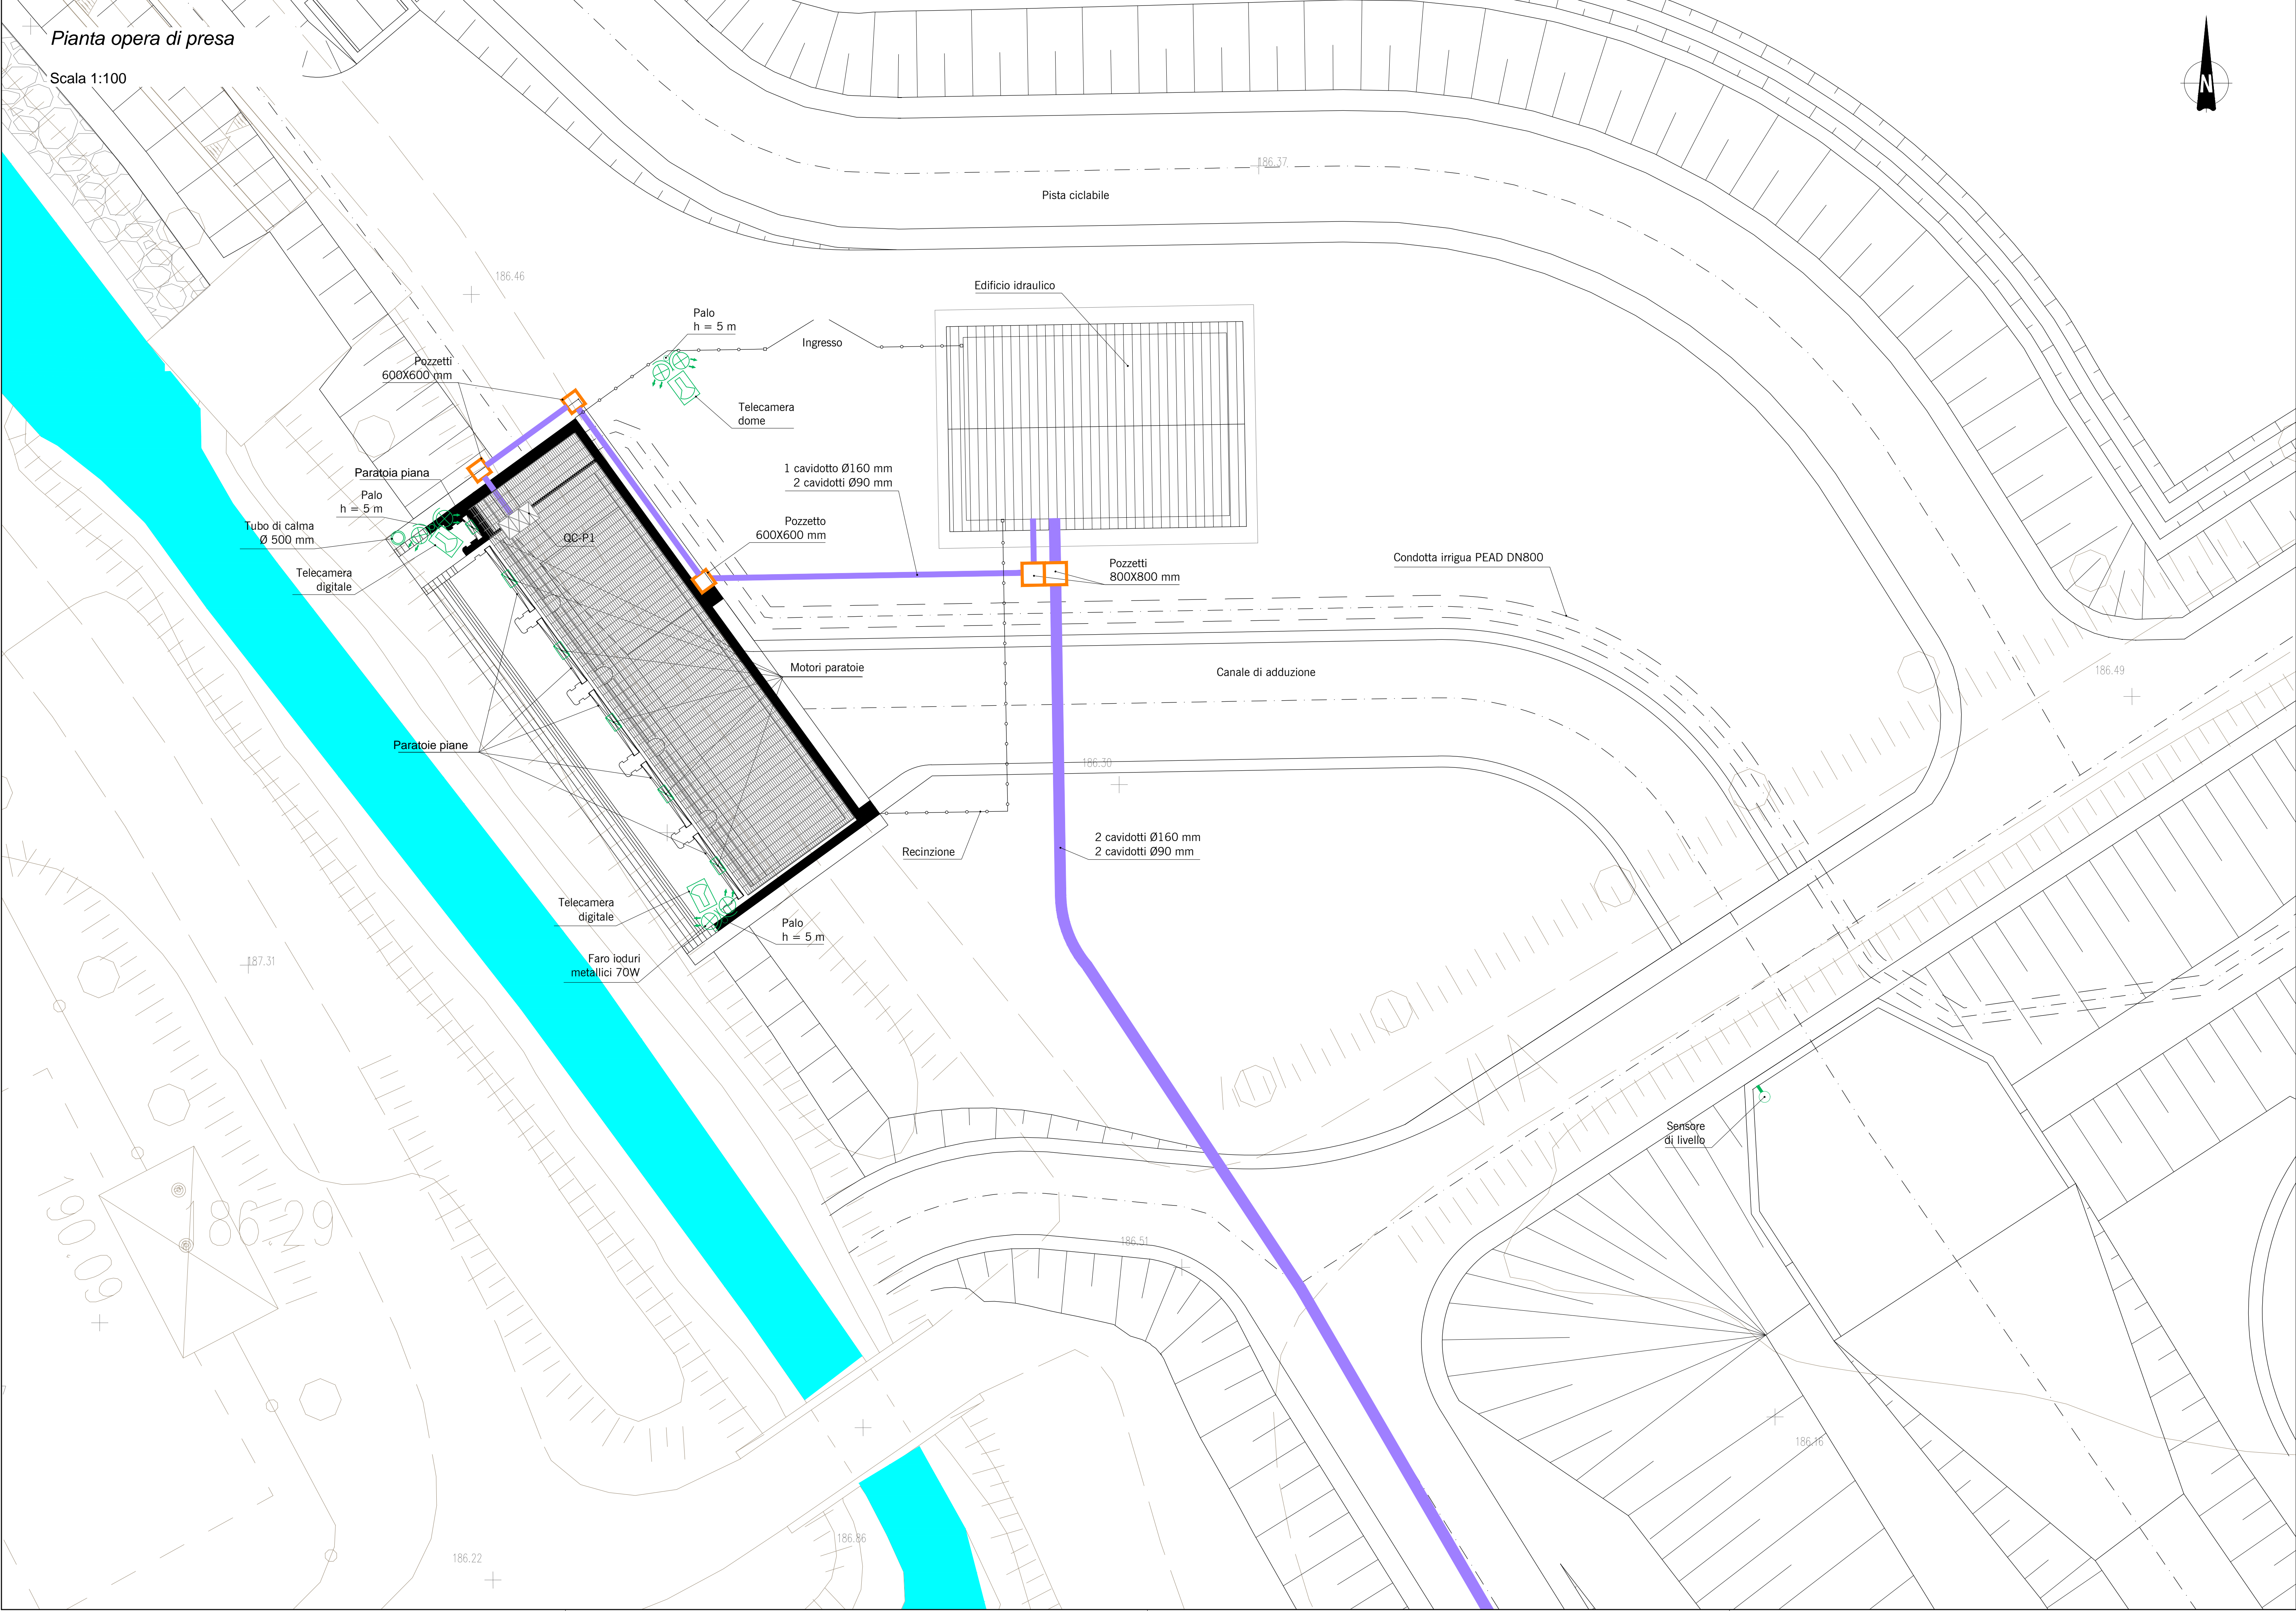 Pianta opera di presa
Scala 1:100
N
186.37
Pista ciclabile
186.46
Edificio idraulico
Palo
h = 5 m
Ingresso
Pozzetti
600X600 mm
Telecamera
dome
Paratoia piana
1 cavidotto Ø160 mm
2 cavidotti Ø90 mm
Palo
h = 5 m
Tubo di calma
Ø 500 mm
Pozzetto
600X600 mm
QC-P1
Telecamera
digitale
Pozzetti
800X800 mm
Condotta irrigua PEAD DN800
Motori paratoie
Canale di adduzione
186.49
Paratoie piane
186.30
2 cavidotti Ø160 mm
2 cavidotti Ø90 mm
Recinzione
Telecamera
digitale
Palo
h = 5 m
Faro ioduri
metallici 70W
187.31
Sensore
di livello
190.09
186.29
186.51
186.16
186.86
186.22